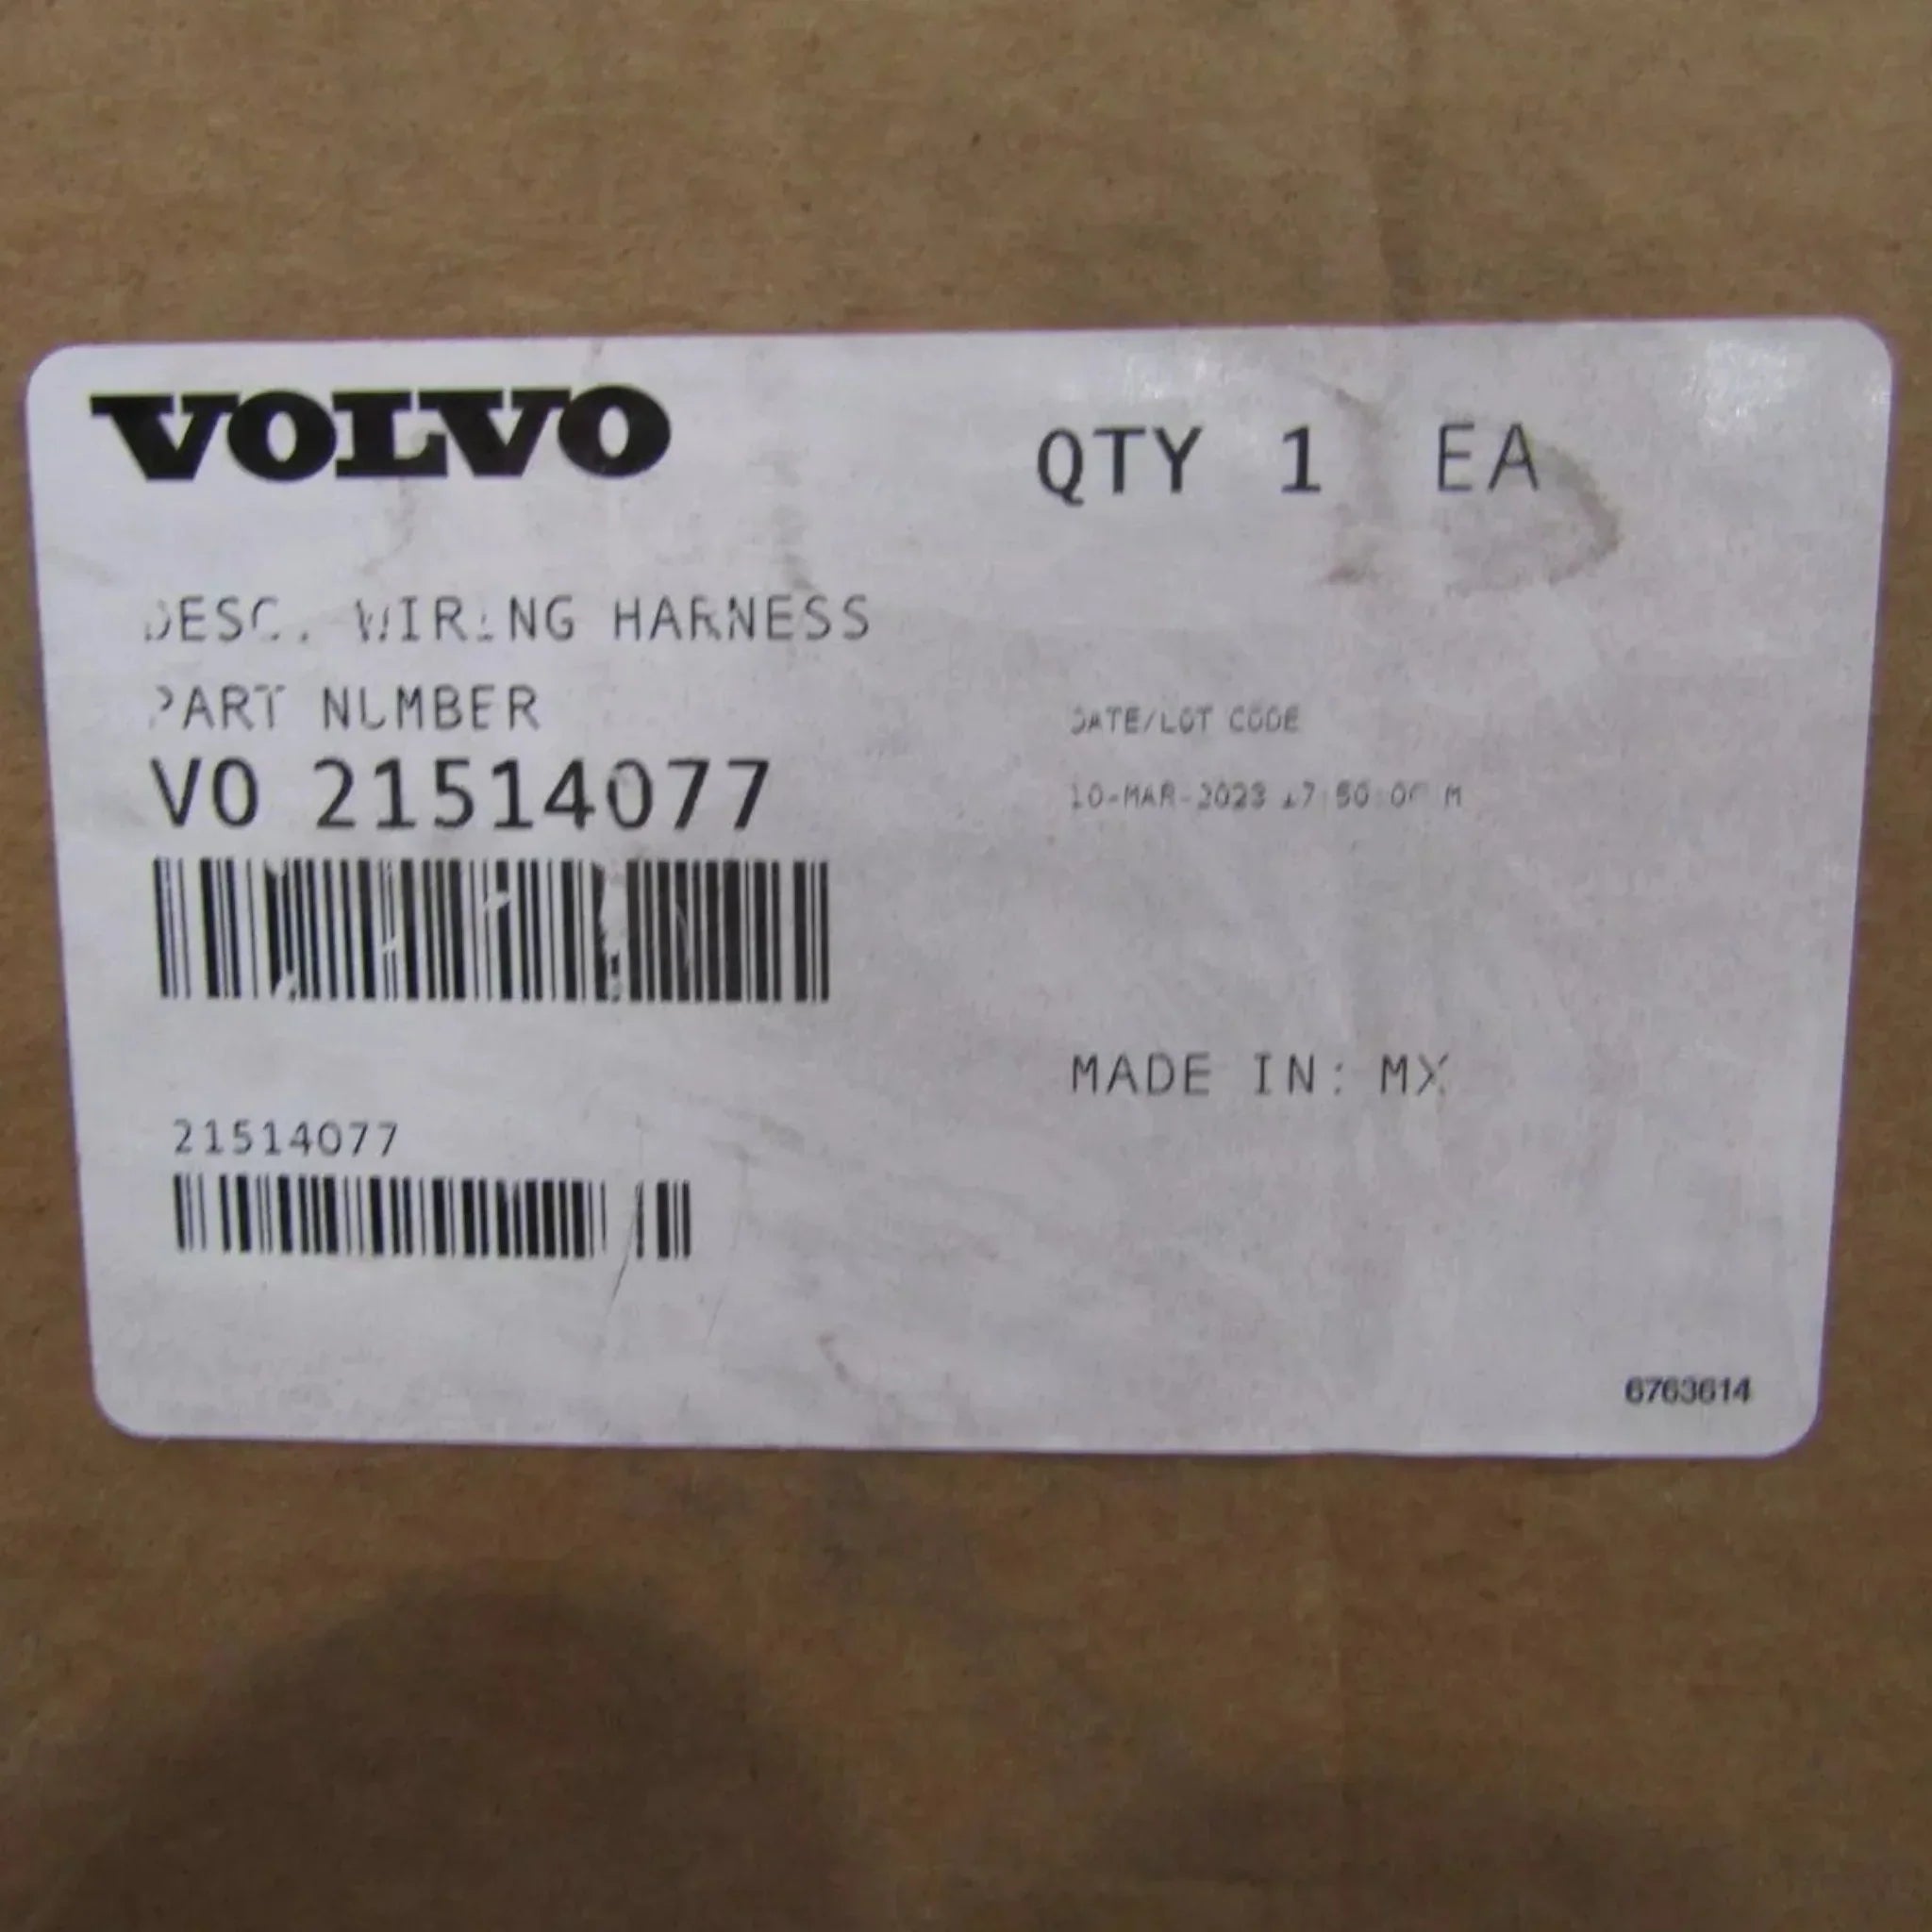 VOLVO
QTY 1 EA
DESC. WIRING HARNESS
PART NUMBER
VO 21514077
DATE/LOT CODE
10-MAR-2023
MADE IN: MX
21514077
6763614